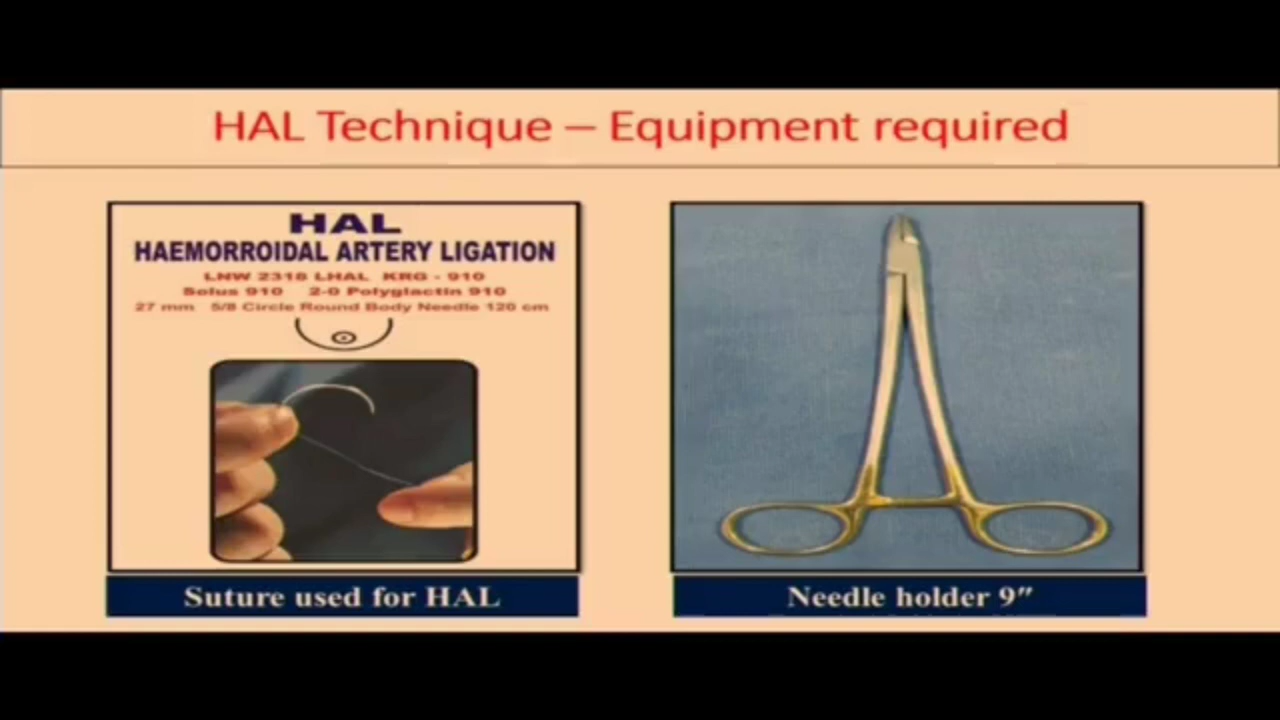 HAL Technique – Equipment required
HAL
HAEMORROIDAL ARTERY LIGATION
LNW 2318 LHAL KRG - 910
Solus 910 2-0 Polyglactin 910
27 mm 5/8 Circle Round Body Needle 120 cm
Suture used for HAL
Needle holder 9″